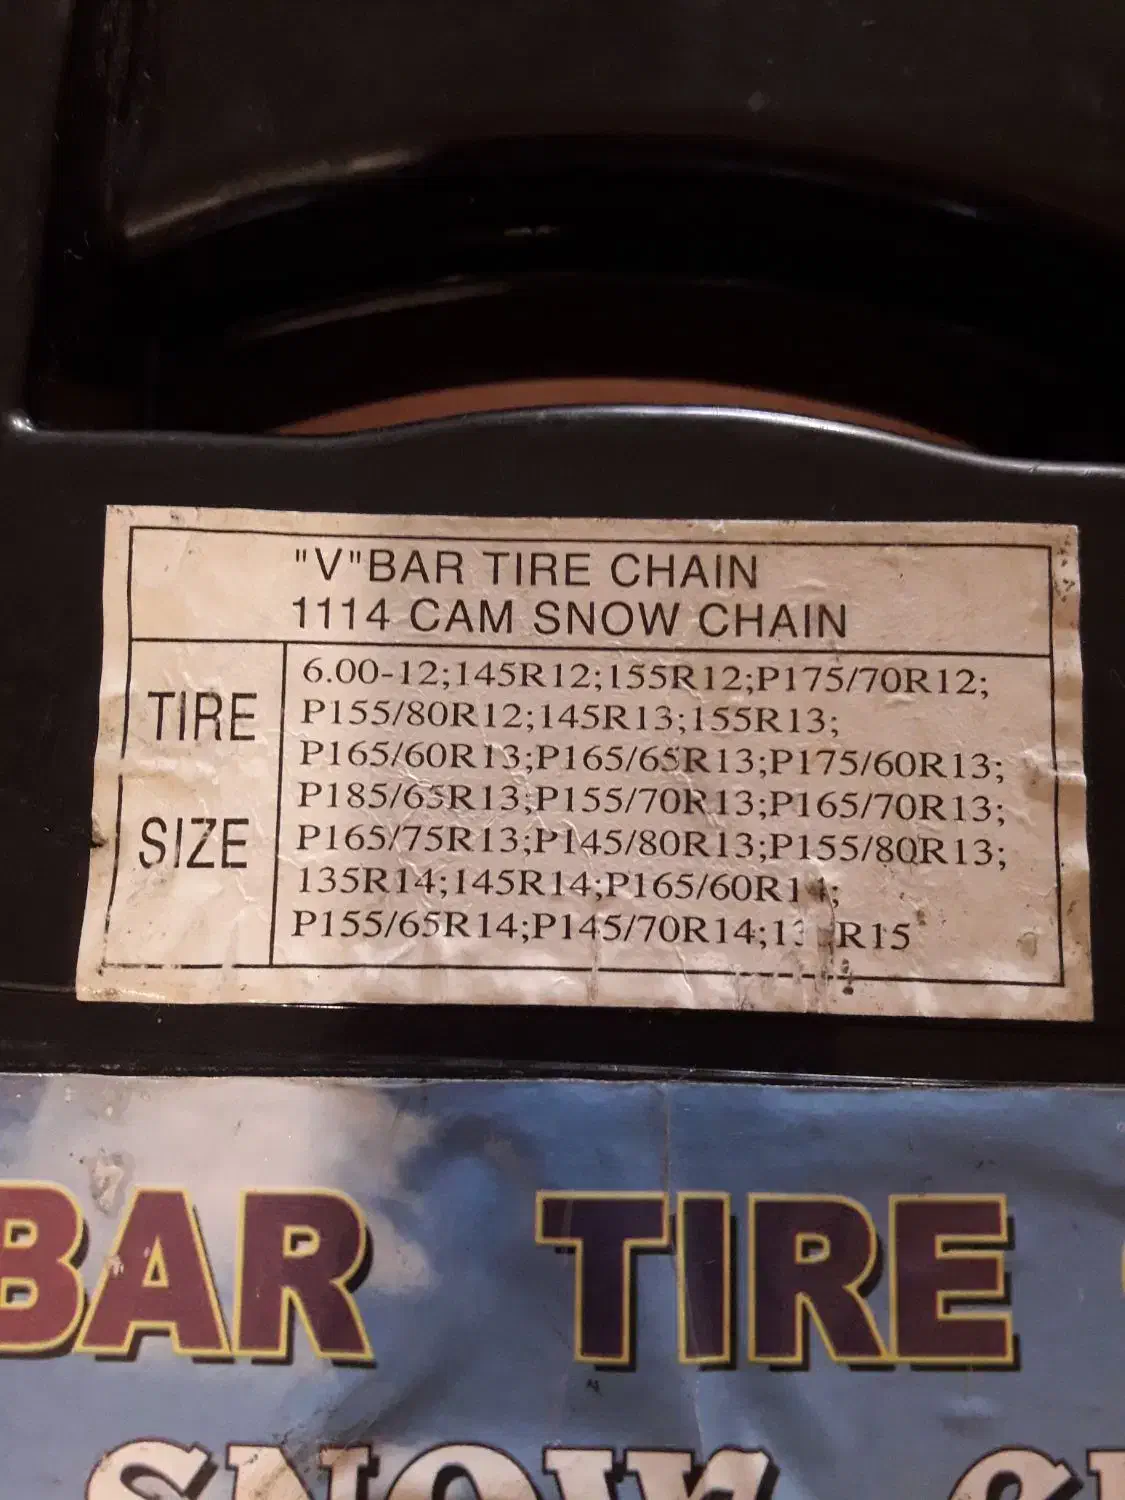 "V"BAR TIRE CHAIN
1114 CAM SNOW CHAIN
TIRE
SIZE
6.00-12;145R12;155R12;P175/70R12;
P155/80R12;145R13;155R13;
P165/60R13;P165/65R13;P175/60R13;
P185/65R13;P155/70R13;P165/70R13;
P165/75R13;P145/80R13;P155/80R13;
135R14;145R14;P165/60R14;
P155/65R14;P145/70R14;
BAR TIRE
SNOW